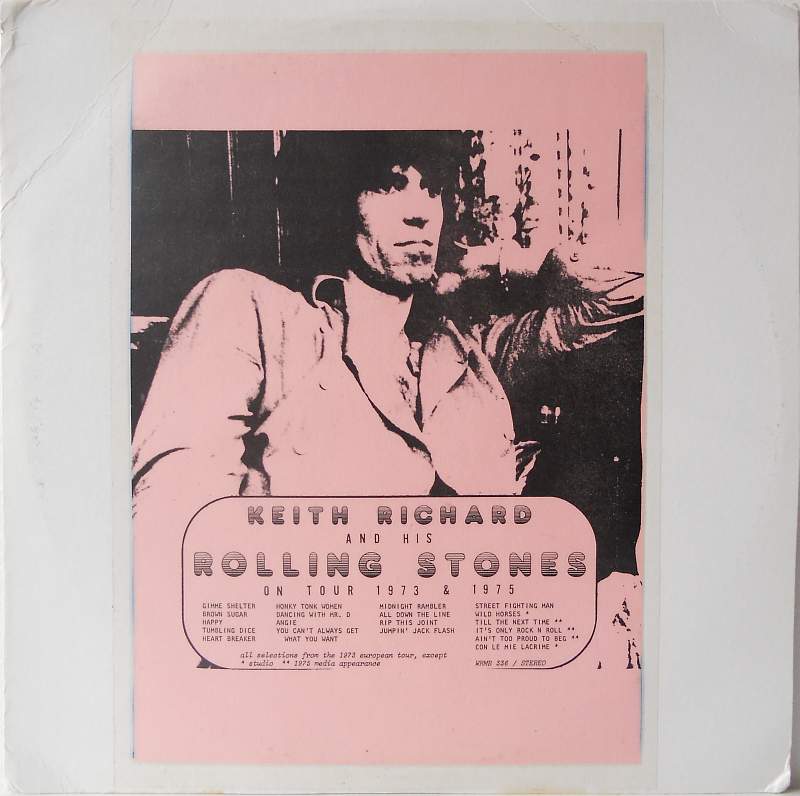 KEITH RICHARD
AND HIS
ROLLING STONES
ON TOUR 1973 & 1975
GIMME SHELTER
BROWN SUGAR
HAPPY
TUMBLING DICE
HEART BREAKER
HONKY TONK WOMEN
DANCING WITH MR. D
ANGIE
YOU CAN'T ALWAYS GET
WHAT YOU WANT
MIDNIGHT RAMBLER
ALL DOWN THE LINE
RIP THIS JOINT
JUMPIN' JACK FLASH
STREET FIGHTING MAN
WILD HORSES *
TILL THE NEXT TIME **
IT'S ONLY ROCK N ROLL **
AIN'T TOO PROUD TO BEG **
CON LE MIE LACRIME *
all selections from the 1973 european tour, except
* studio ** 1975 media appearance
WRMB 336 / STEREO